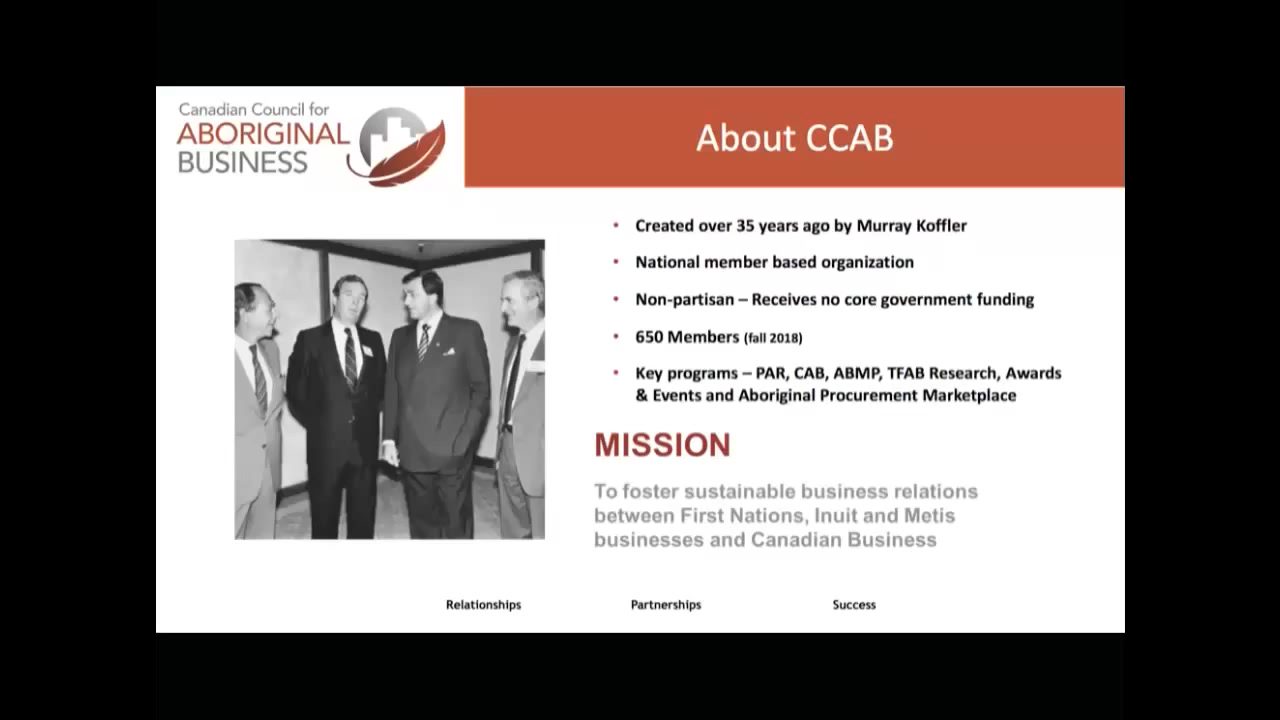 Canadian Council for
ABORIGINAL
BUSINESS
About CCAB
• Created over 35 years ago by Murray Koffler
• National member based organization
• Non-partisan – Receives no core government funding
• 650 Members (fall 2018)
• Key programs – PAR, CAB, ABMP, TFAB Research, Awards
& Events and Aboriginal Procurement Marketplace
MISSION
To foster sustainable business relations
between First Nations, Inuit and Metis
businesses and Canadian Business
Relationships Partnerships Success